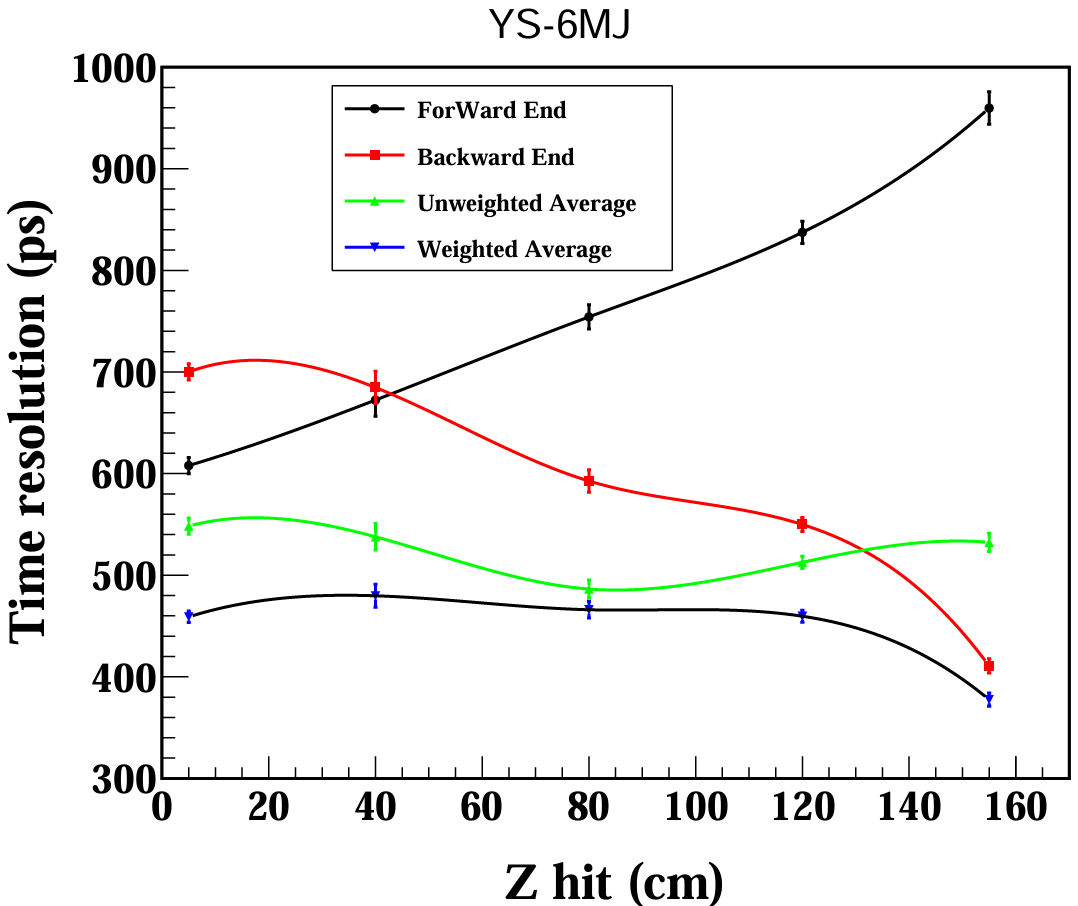 YS-6MJ
1000
900
800
700
600
500
400
300
Time resolution (ps)
ForWard End
Backward End
Unweighted Average
Weighted Average
0 20 40 60 80 100 120 140 160
Z hit (cm)